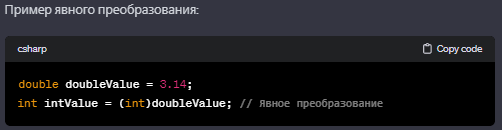 Пример явного преобразования:
csharp Copy code
double doubleValue = 3.14;
int intValue = (int)doubleValue; // Явное преобразование